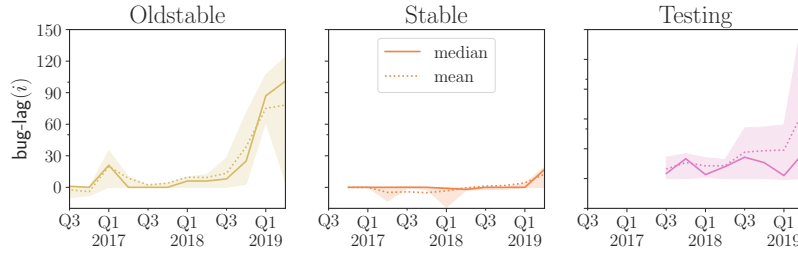 Oldstable
Stable
Testing
bug-lag(i)
150
120
90
60
30
0
median
mean
Q3 Q1 Q3 Q1 Q3 Q1
2017 2018 2019
Q3 Q1 Q3 Q1 Q3 Q1
2017 2018 2019
Q3 Q1 Q3 Q1 Q3 Q1
2017 2018 2019